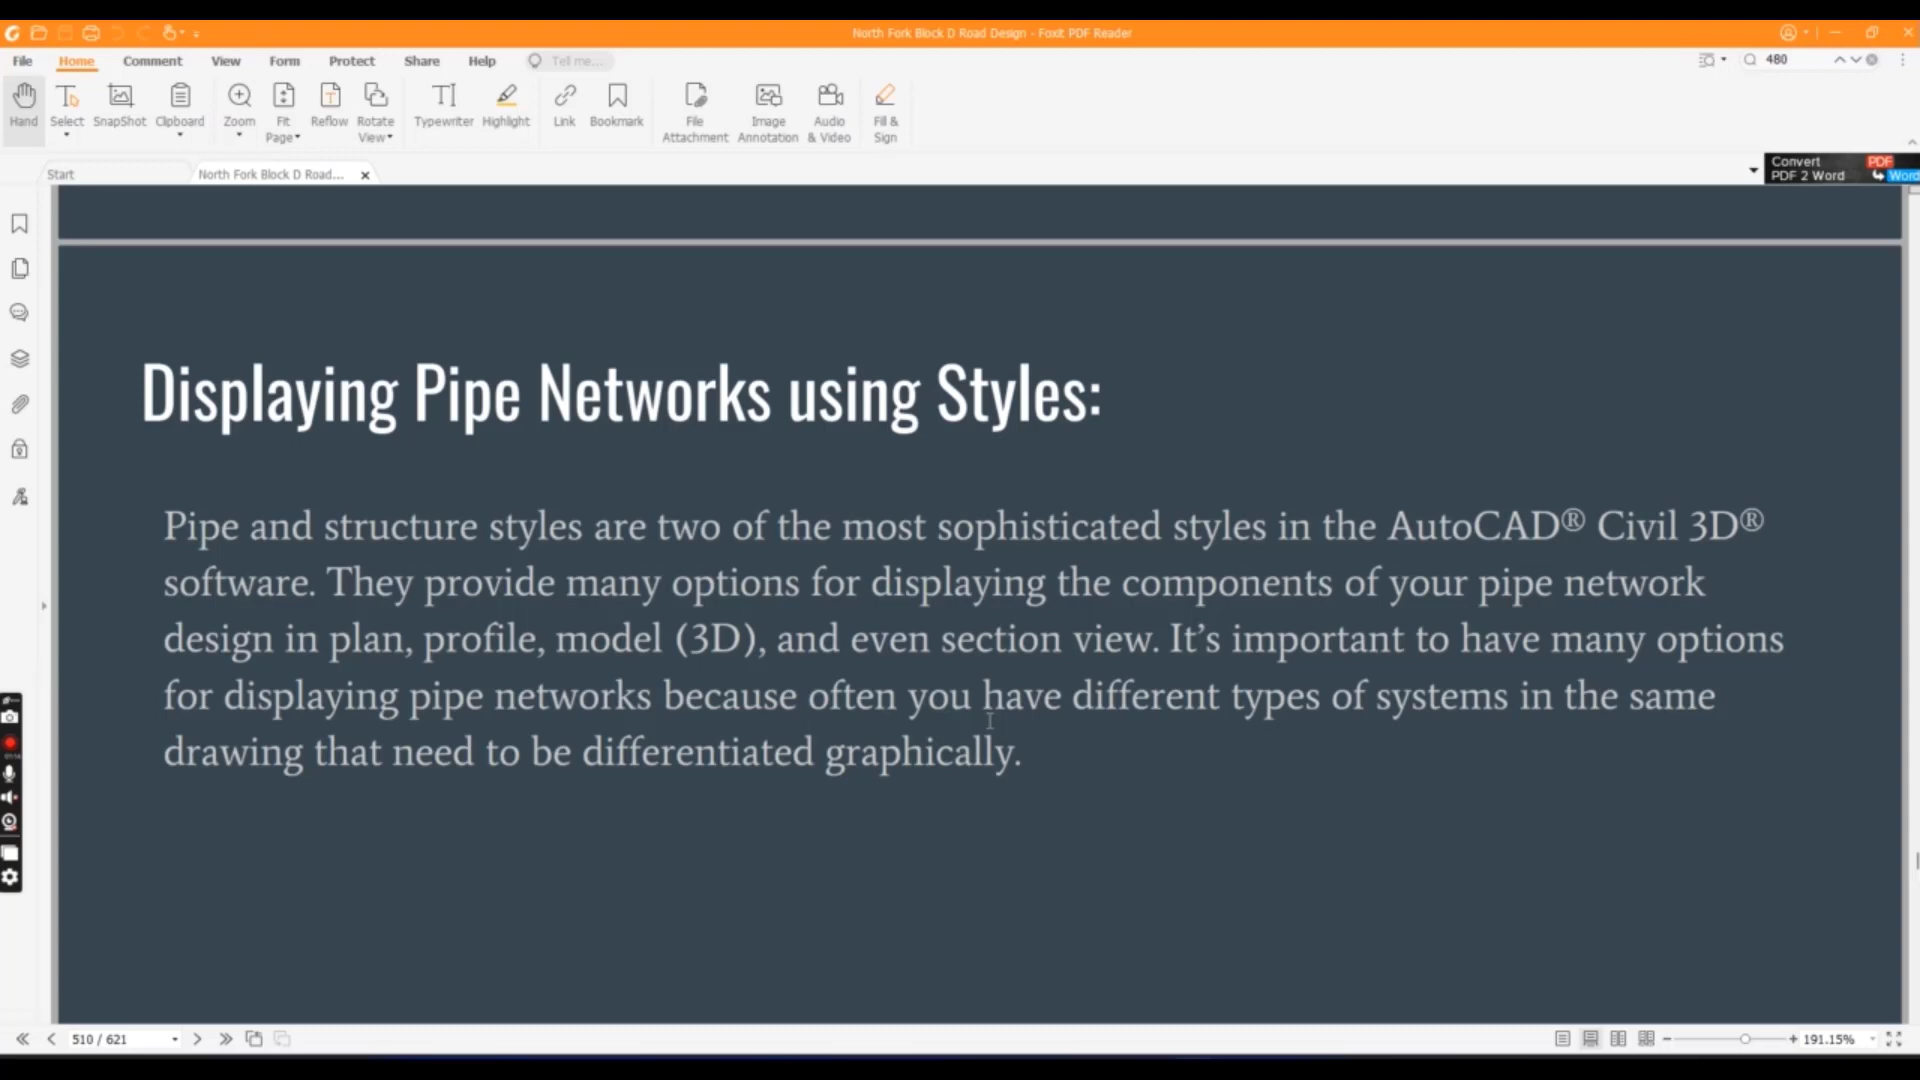 North Fork Block D Road Design - Foxit PDF Reader
File Home Comment View Form Protect Share Help Tell me... 480
Hand Select SnapShot Clipboard Zoom Fit Page Reflow Rotate View Typewriter Highlight Link Bookmark File Attachment Image Annotation Audio & Video Fill & Sign
Start North Fork Block D Road... Convert PDF 2 Word PDF Word
Displaying Pipe Networks using Styles:
Pipe and structure styles are two of the most sophisticated styles in the AutoCAD® Civil 3D®
software. They provide many options for displaying the components of your pipe network
design in plan, profile, model (3D), and even section view. It’s important to have many options
for displaying pipe networks because often you have different types of systems in the same
drawing that need to be differentiated graphically.
510 / 621 191.15%